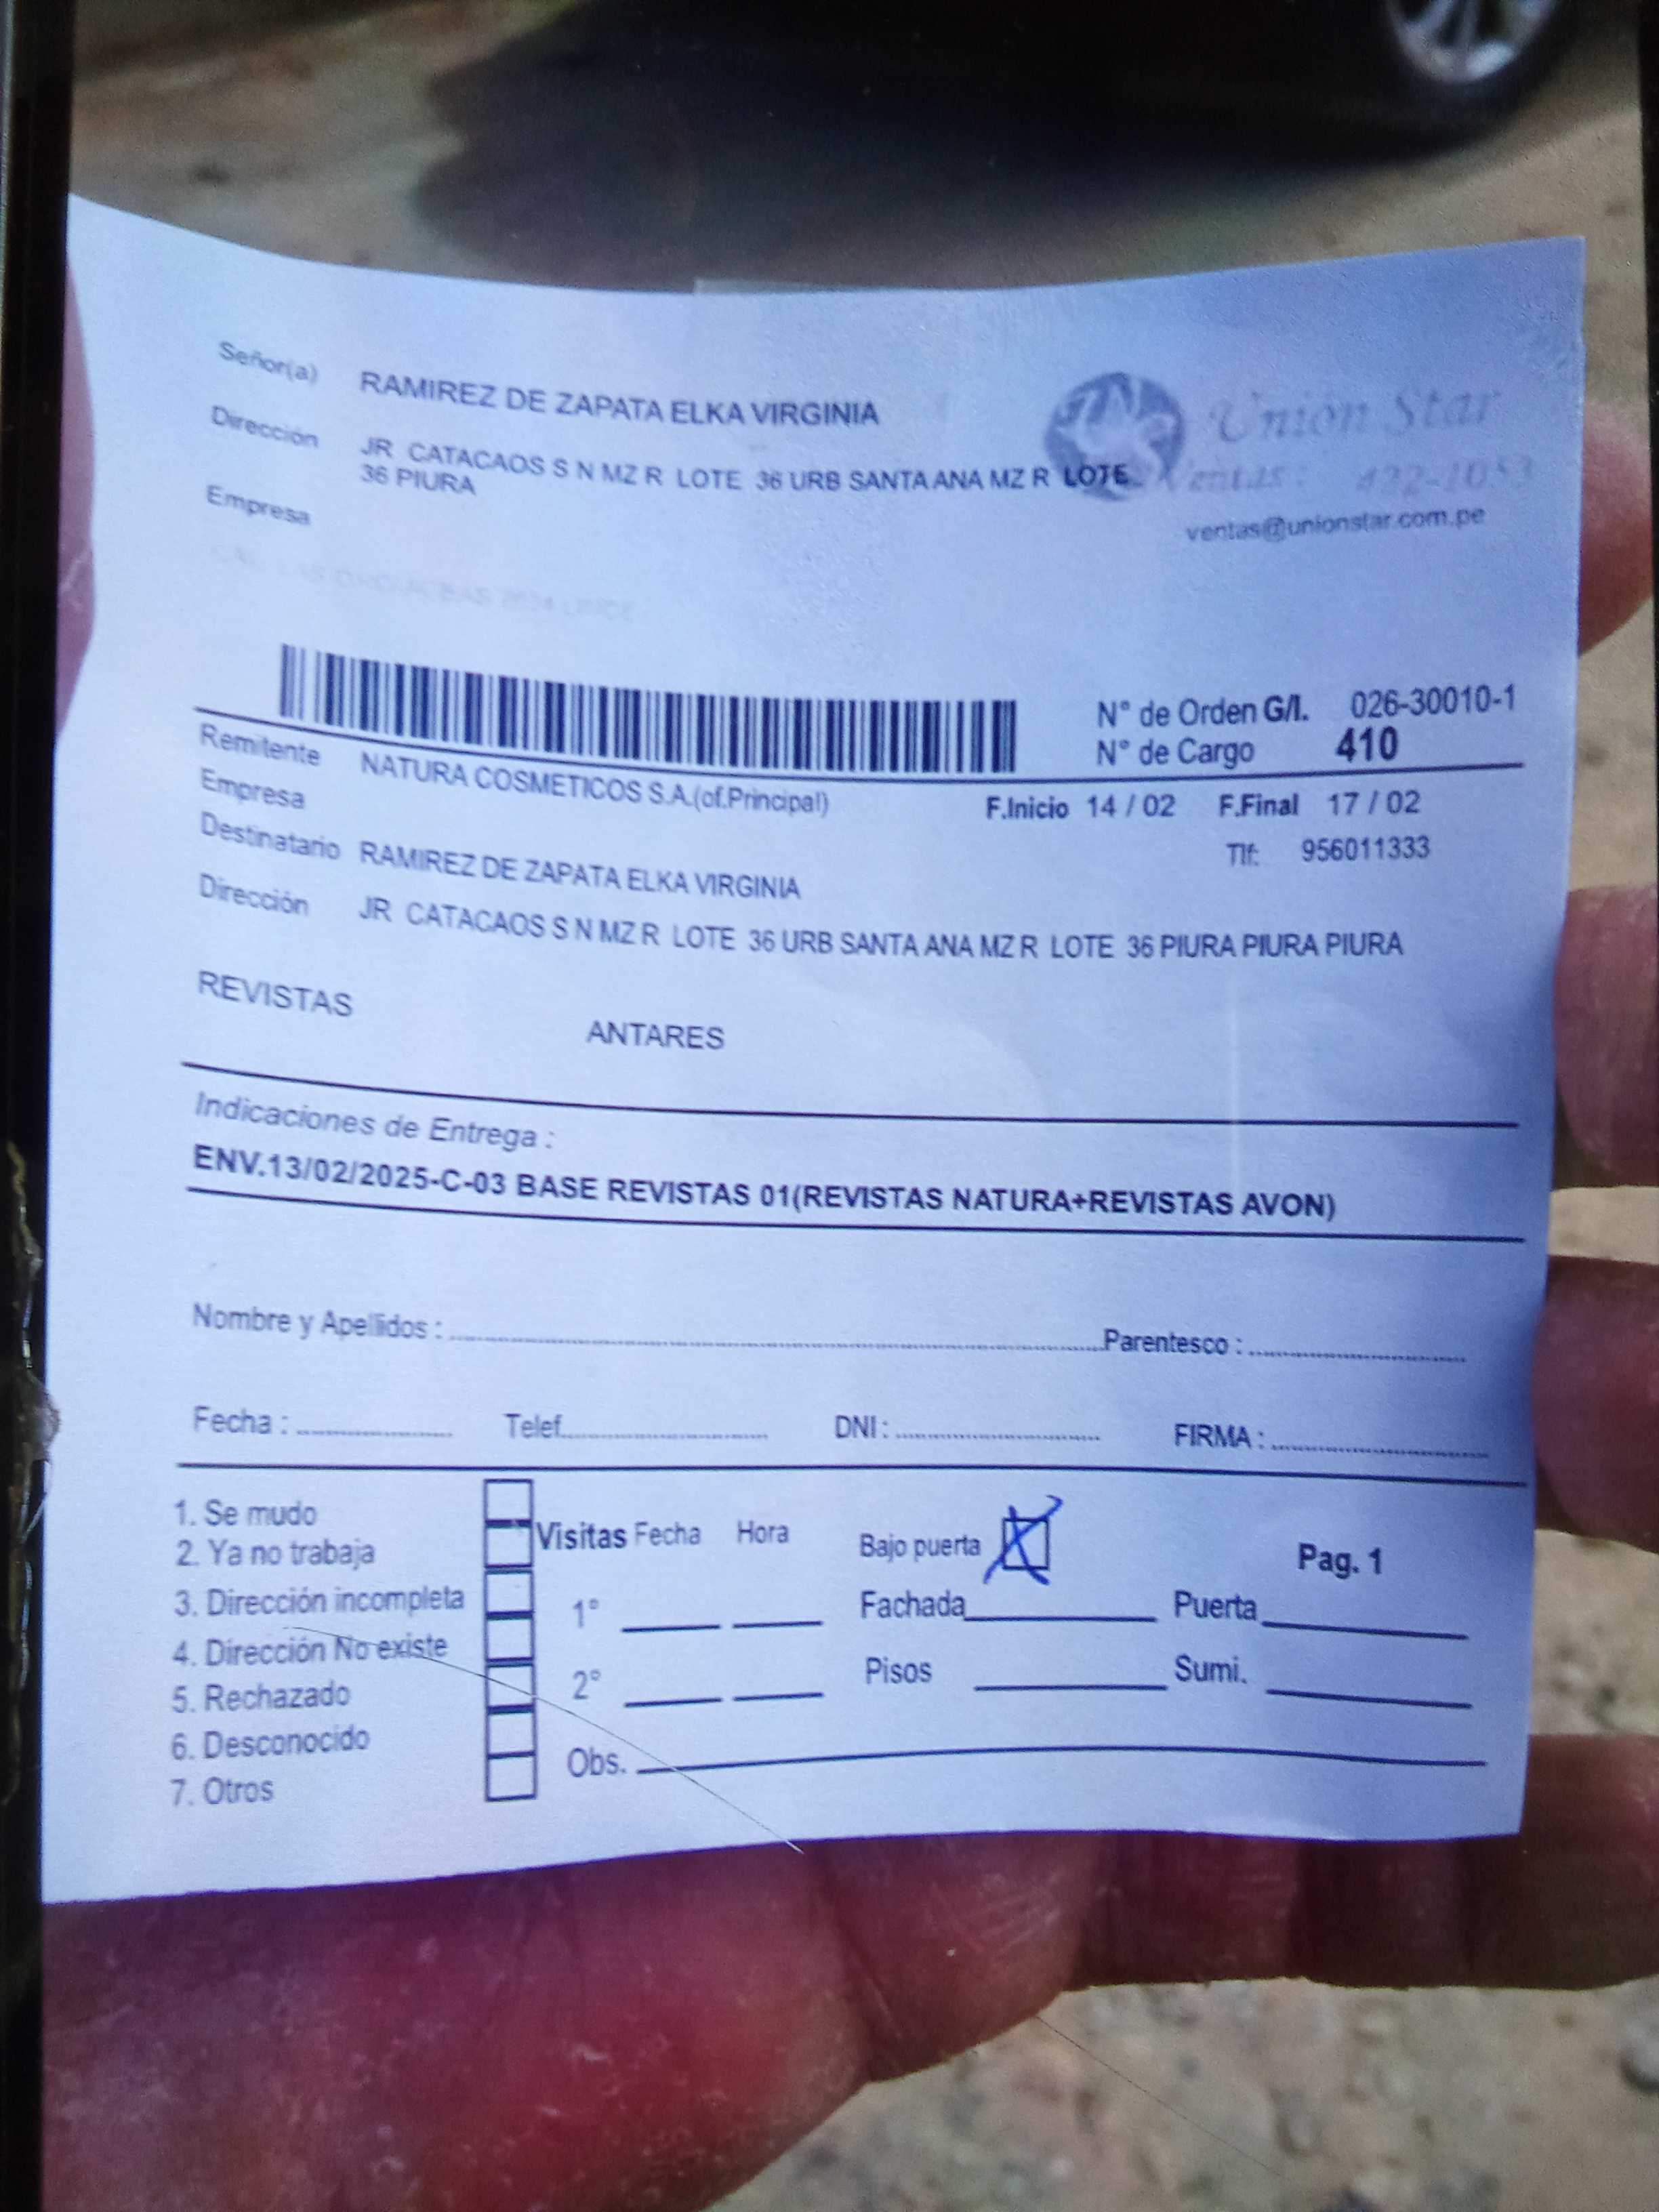 Señor(a) RAMIREZ DE ZAPATA ELKA VIRGINIA
Dirección JR CATACAOS S N MZ R LOTE 36 URB SANTA ANA MZ R LOTE
36 PIURA
Empresa
Unión Star
Ventas: 422-1053
ventas@unionstar.com.pe
N° de Orden G/I. 026-30010-1
N° de Cargo 410
Remitente NATURA COSMETICOS S.A.(of.Principal)
F.Inicio 14 / 02 F.Final 17 / 02
Empresa
Tlf: 956011333
Destinatario RAMIREZ DE ZAPATA ELKA VIRGINIA
Dirección JR CATACAOS S N MZ R LOTE 36 URB SANTA ANA MZ R LOTE 36 PIURA PIURA PIURA
REVISTAS
ANTARES
Indicaciones de Entrega :
ENV.13/02/2025-C-03 BASE REVISTAS 01(REVISTAS NATURA+REVISTAS AVON)
Nombre y Apellidos : Parentesco :
Fecha : Telef. DNI : FIRMA :
1. Se mudo
2. Ya no trabaja
3. Dirección incompleta
4. Dirección No existe
5. Rechazado
6. Desconocido
7. Otros
Visitas Fecha Hora
1°
2°
Obs.
Bajo puerta X
Pag. 1
Fachada Puerta
Pisos Sumi.